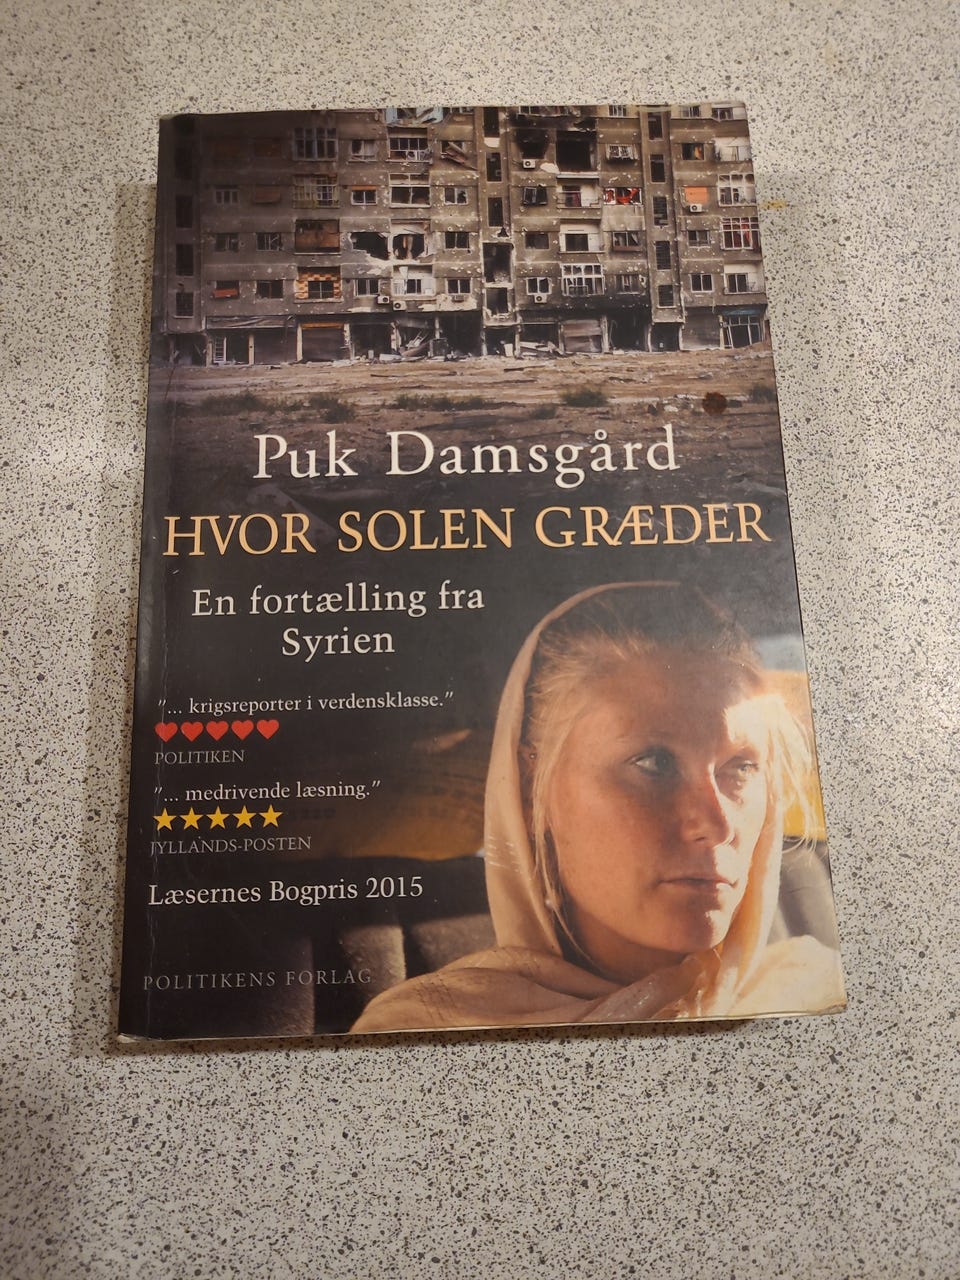 Puk Damsgård
HVOR SOLEN GRÆDER
En fortælling fra
Syrien
"... krigsreporter i verdensklasse."
POLITIKEN
"... medrivende læsning."
JYLLANDS-POSTEN
Læsernes Bogpris 2015
POLITIKENS FORLAG